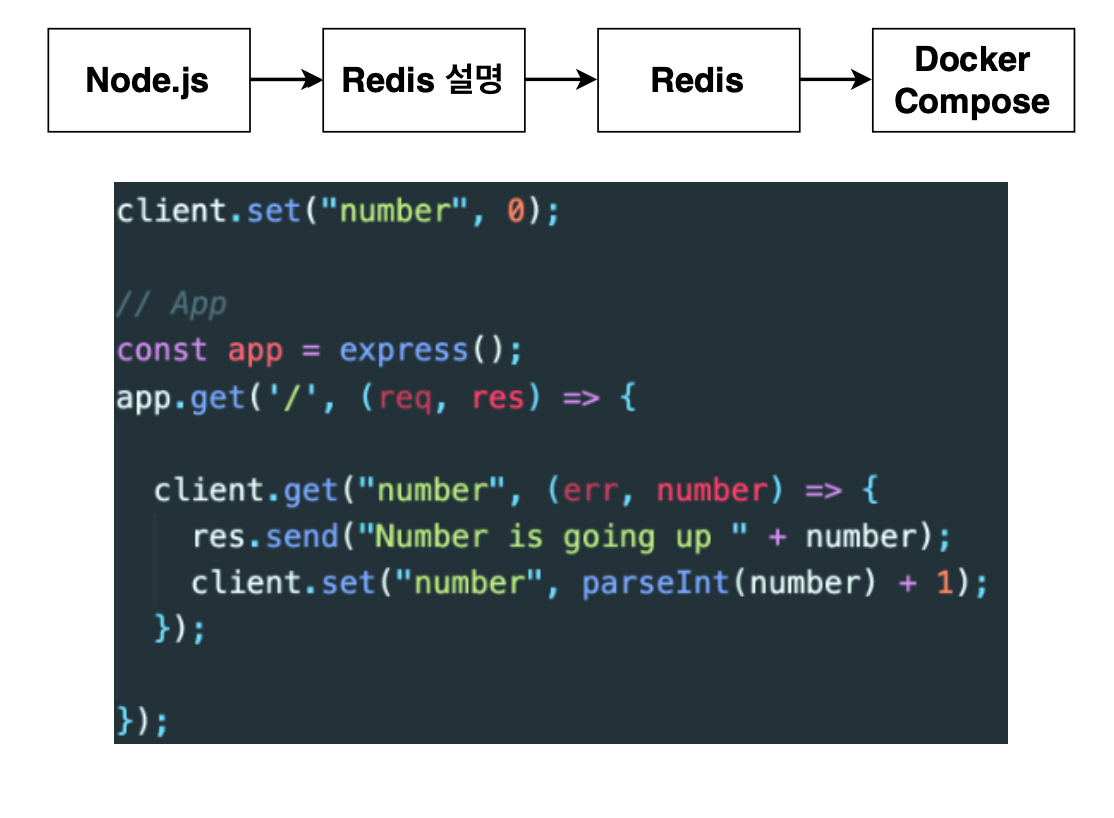 Node.js
Redis 설명
Redis
Docker
Compose
client.set("number", 0);
// App
const app = express();
app.get('/', (req, res) => {
client.get("number", (err, number) => {
res.send("Number is going up " + number);
client.set("number", parseInt(number) + 1);
});
});